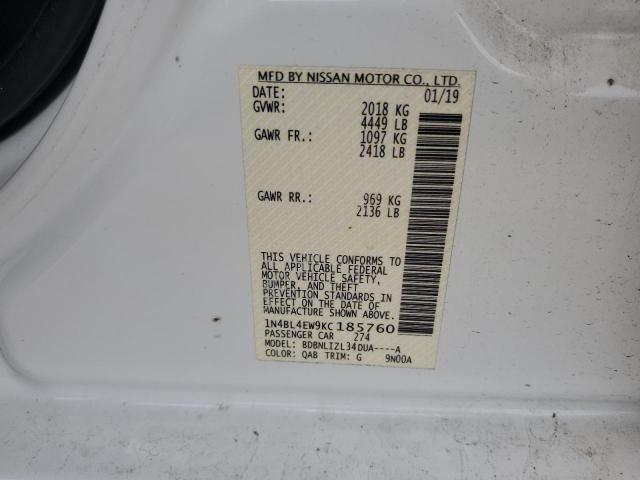 MFD BY NISSAN MOTOR CO., LTD.
DATE: 01/19
GVWR: 2018 KG
4449 LB
GAWR FR.: 1097 KG
2418 LB
GAWR RR.: 969 KG
2136 LB
THIS VEHICLE CONFORMS TO
ALL APPLICABLE FEDERAL
MOTOR VEHICLE SAFETY,
BUMPER, AND THEFT
PREVENTION STANDARDS IN
EFFECT ON THE DATE OF
MANUFACTURE SHOWN ABOVE.
1N4BL4EW9KC185760
PASSENGER CAR 274
MODEL: BDBNLIZL34DUA----A
COLOR: QAB TRIM: G 9N00A